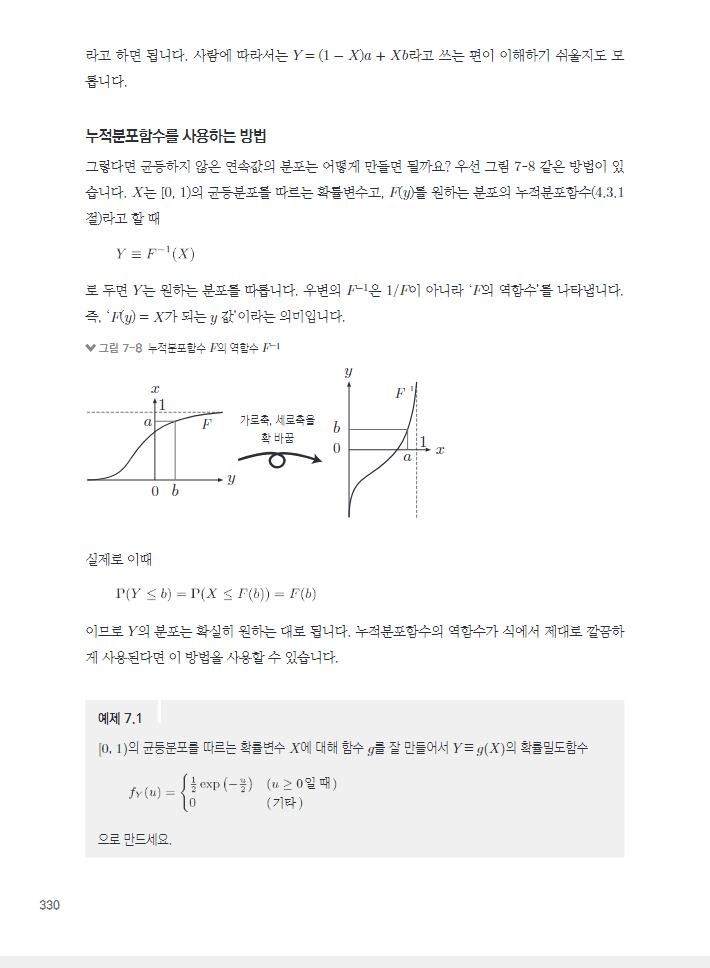 라고 하면 됩니다. 사람에 따라서는 Y = (1 − X)a + Xb라고 쓰는 편이 이해하기 쉬울지도 모
릅니다.
누적분포함수를 사용하는 방법
그렇다면 균등하지 않은 연속값의 분포는 어떻게 만들면 될까요? 우선 그림 7-8 같은 방법이 있
습니다. X는 [0, 1)의 균등분포를 따르는 확률변수고, F(y)를 원하는 분포의 누적분포함수(4.3.1
절)라고 할 때
Y ≡ F⁻¹(X)
로 두면 Y는 원하는 분포를 따릅니다. 우변의 F⁻¹은 1/F이 아니라 ‘F의 역함수’를 나타냅니다.
즉, ‘F(y) = X가 되는 y 값’이라는 의미입니다.
그림 7-8 누적분포함수 F의 역함수 F⁻¹
x
1
a
F
y
0 b
가로축, 세로축을
확 바꿈
y
F⁻¹
b
0
1
x
a
실제로 이때
P(Y ≤ b) = P(X ≤ F(b)) = F(b)
이므로 Y의 분포는 확실히 원하는 대로 됩니다. 누적분포함수의 역함수가 식에서 제대로 깔끔하
게 사용된다면 이 방법을 사용할 수 있습니다.
예제 7.1
[0, 1)의 균등분포를 따르는 확률변수 X에 대해 함수 g를 잘 만들어서 Y ≡ g(X)의 확률밀도함수
f_Y(u) = { 1/2 exp(−u/2) (u ≥ 0일 때)
0 (기타)
으로 만드세요.
330